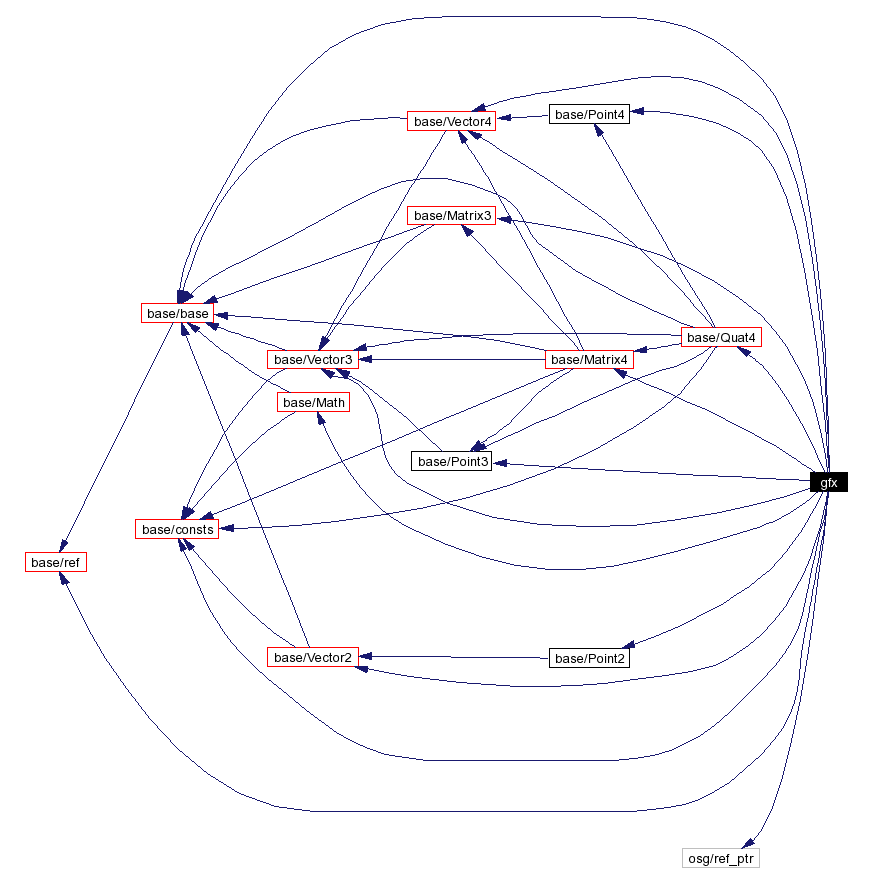 base/Vector4
base/Point4
base/Matrix3
base/base
base/Quat4
base/Vector3
base/Matrix4
base/Math
base/Point3
gfx
base/consts
base/ref
base/Vector2
base/Point2
osg/ref_ptr